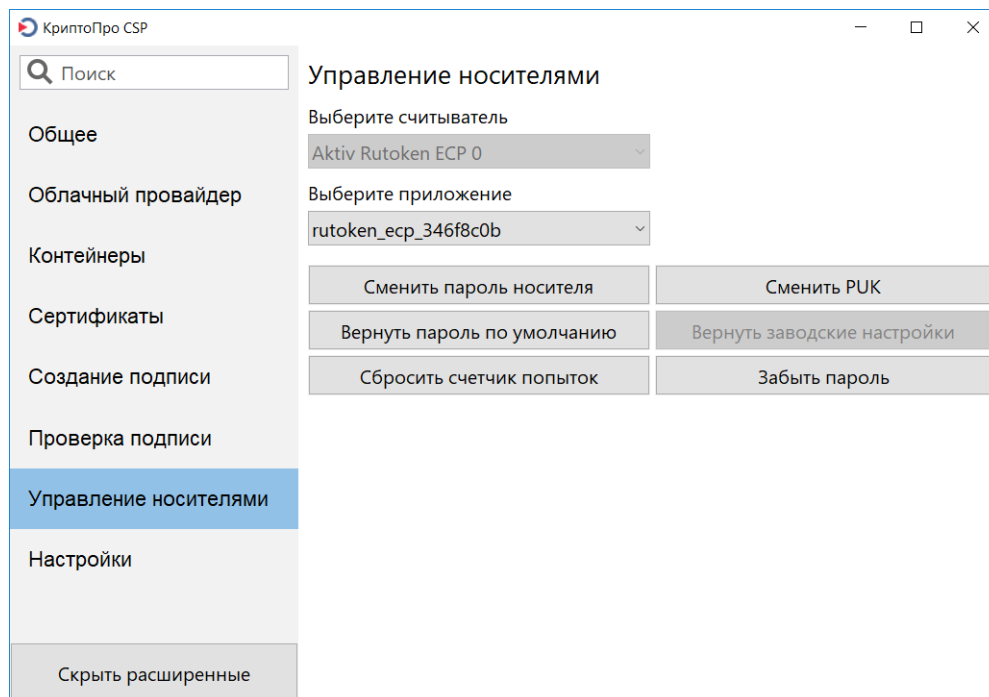 КриптоПро CSP
Поиск
Общее
Облачный провайдер
Контейнеры
Сертификаты
Создание подписи
Проверка подписи
Управление носителями
Настройки
Скрыть расширенные
Управление носителями
Выберите считыватель
Aktiv Rutoken ECP 0
Выберите приложение
rutoken_ecp_346f8c0b
Сменить пароль носителя
Сменить PUK
Вернуть пароль по умолчанию
Вернуть заводские настройки
Сбросить счетчик попыток
Забыть пароль